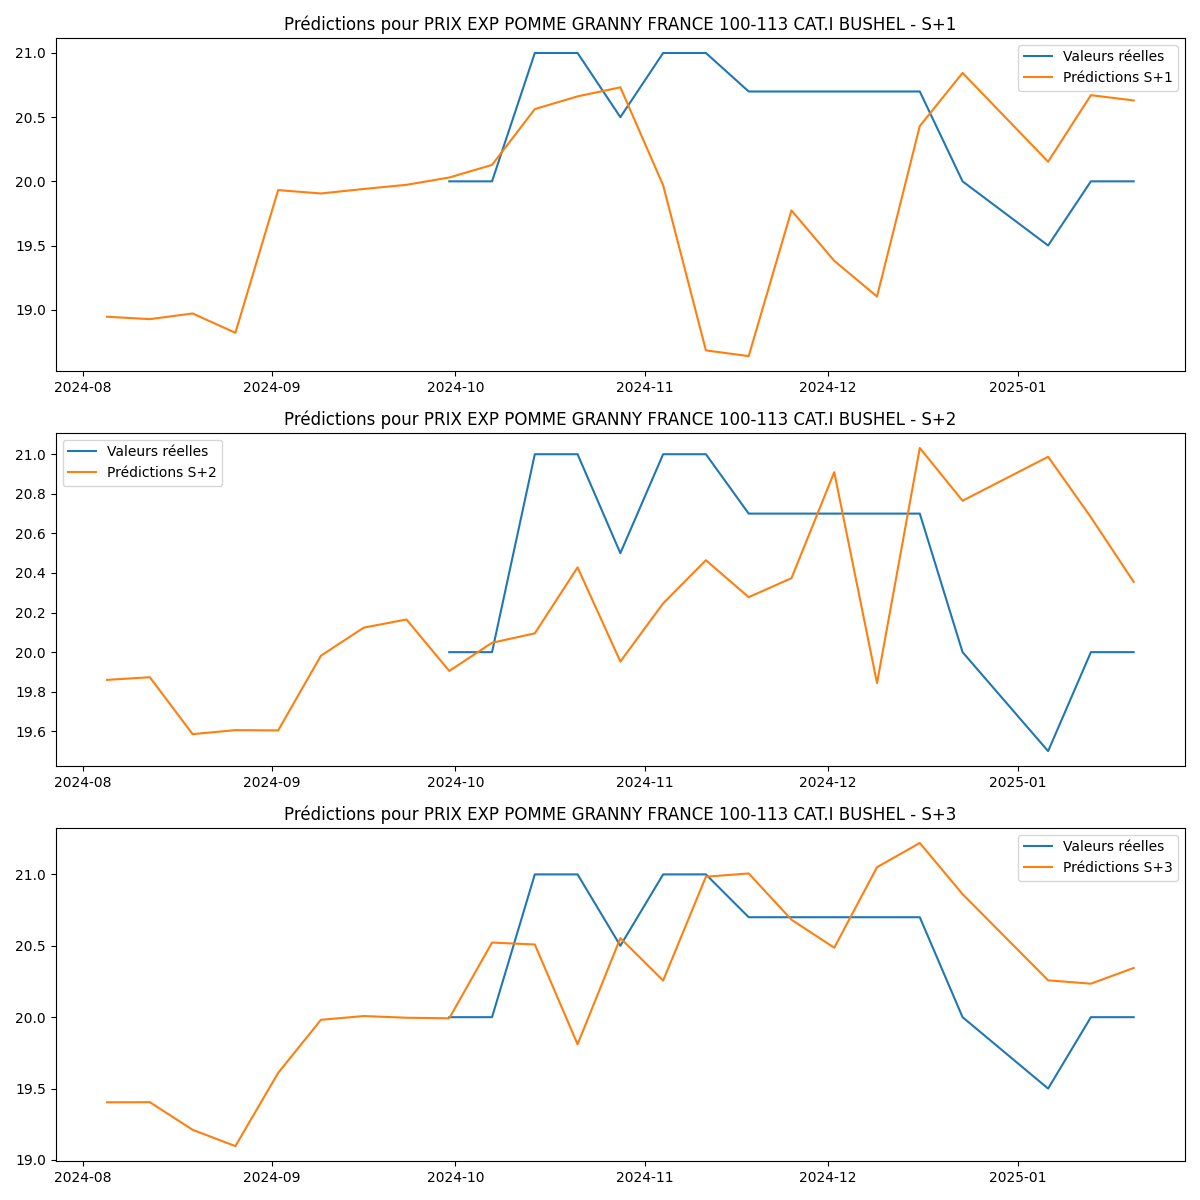 Prédictions pour PRIX EXP POMME GRANNY FRANCE 100-113 CAT.I BUSHEL - S+1
Valeurs réelles
Prédictions S+1
21.0
20.5
20.0
19.5
19.0
2024-08 2024-09 2024-10 2024-11 2024-12 2025-01
Prédictions pour PRIX EXP POMME GRANNY FRANCE 100-113 CAT.I BUSHEL - S+2
Valeurs réelles
Prédictions S+2
21.0
20.8
20.6
20.4
20.2
20.0
19.8
19.6
2024-08 2024-09 2024-10 2024-11 2024-12 2025-01
Prédictions pour PRIX EXP POMME GRANNY FRANCE 100-113 CAT.I BUSHEL - S+3
Valeurs réelles
Prédictions S+3
21.0
20.5
20.0
19.5
19.0
2024-08 2024-09 2024-10 2024-11 2024-12 2025-01